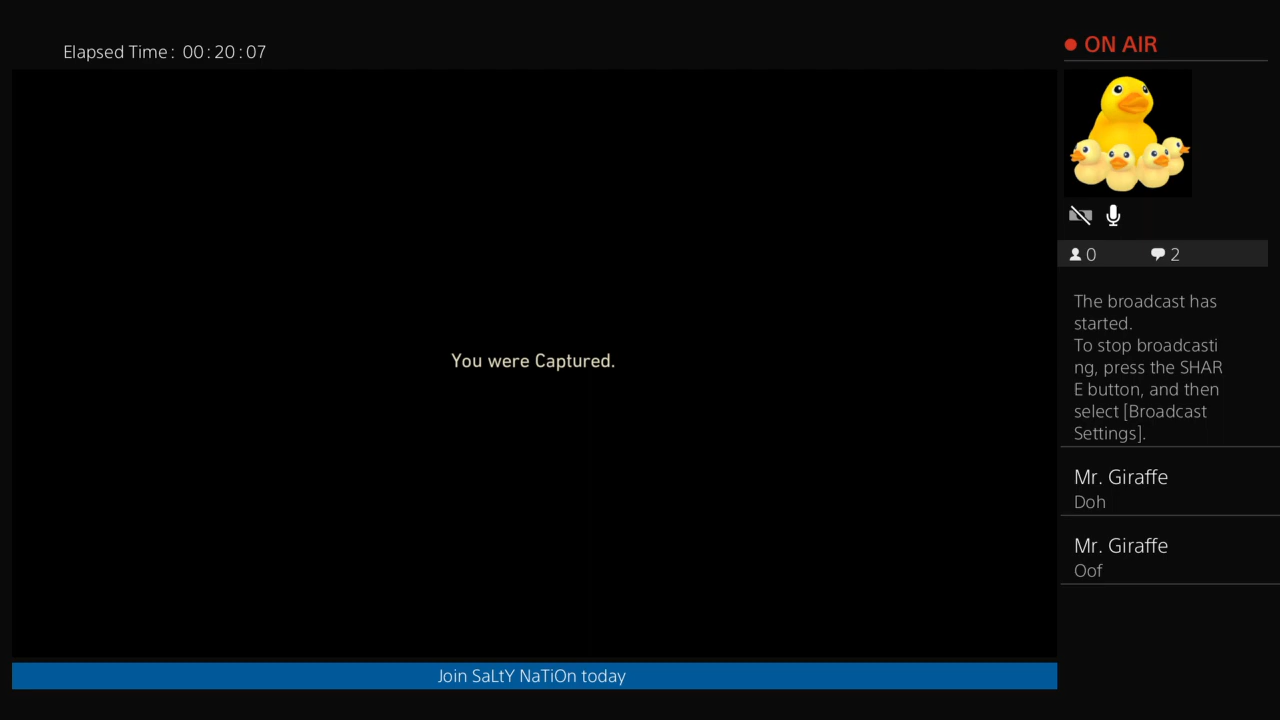 Elapsed Time: 00:20:07
ON AIR
0
2
The broadcast has
started.
To stop broadcasti
ng, press the SHAR
E button, and then
select [Broadcast
Settings].
You were Captured.
Mr. Giraffe
Doh
Mr. Giraffe
Oof
Join SaLtY NaTiOn today